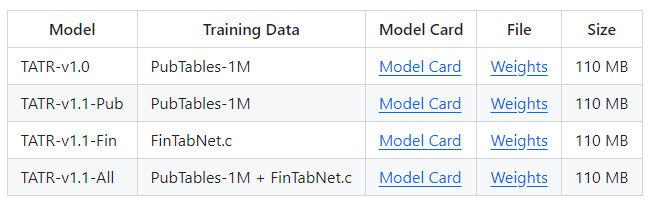 Model Training Data Model Card File Size
TATR-v1.0 PubTables-1M Model Card Weights 110 MB
TATR-v1.1-Pub PubTables-1M Model Card Weights 110 MB
TATR-v1.1-Fin FinTabNet.c Model Card Weights 110 MB
TATR-v1.1-All PubTables-1M + FinTabNet.c Model Card Weights 110 MB